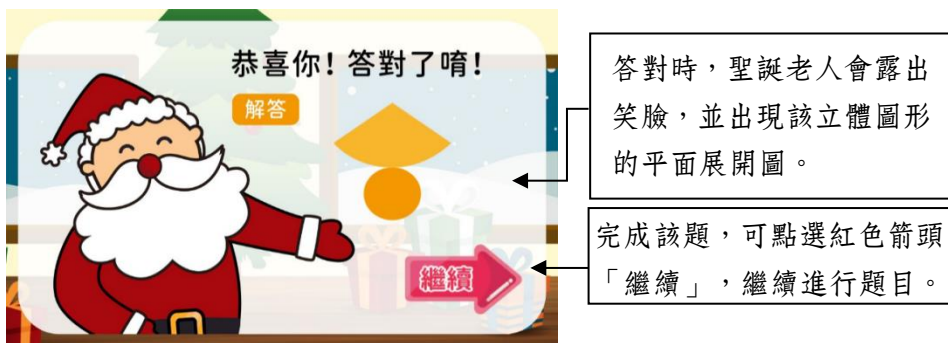 恭喜你!答對了唷!
解答
繼續
答對時，聖誕老人會露出
笑臉，並出現該立體圖形
的平面展開圖。
完成該題，可點選紅色箭頭
「繼續」，繼續進行題目。